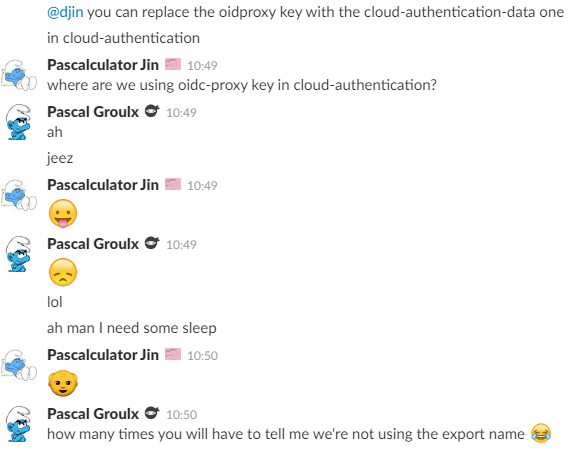 @djin you can replace the oidproxy key with the cloud-authentication-data one
in cloud-authentication
Pascalculator Jin 10:49
where are we using oidc-proxy key in cloud-authentication?
Pascal Groulx 10:49
ah
jeez
Pascalculator Jin 10:49
Pascal Groulx 10:49
lol
ah man I need some sleep
Pascalculator Jin 10:50
Pascal Groulx 10:50
how many times you will have to tell me we're not using the export name